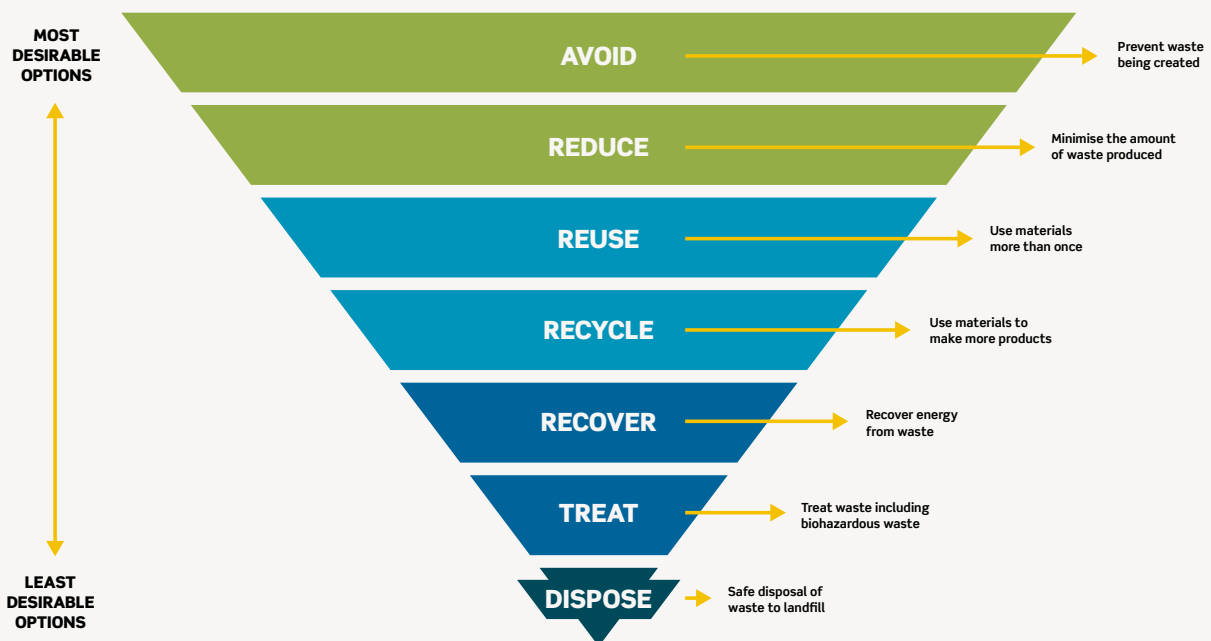 MOST
DESIRABLE
OPTIONS
AVOID
Prevent waste
being created
REDUCE
Minimise the amount
of waste produced
REUSE
Use materials
more than once
RECYCLE
Use materials to
make more products
RECOVER
Recover energy
from waste
TREAT
Treat waste including
biohazardous waste
LEAST
DESIRABLE
OPTIONS
DISPOSE
Safe disposal of
waste to landfill